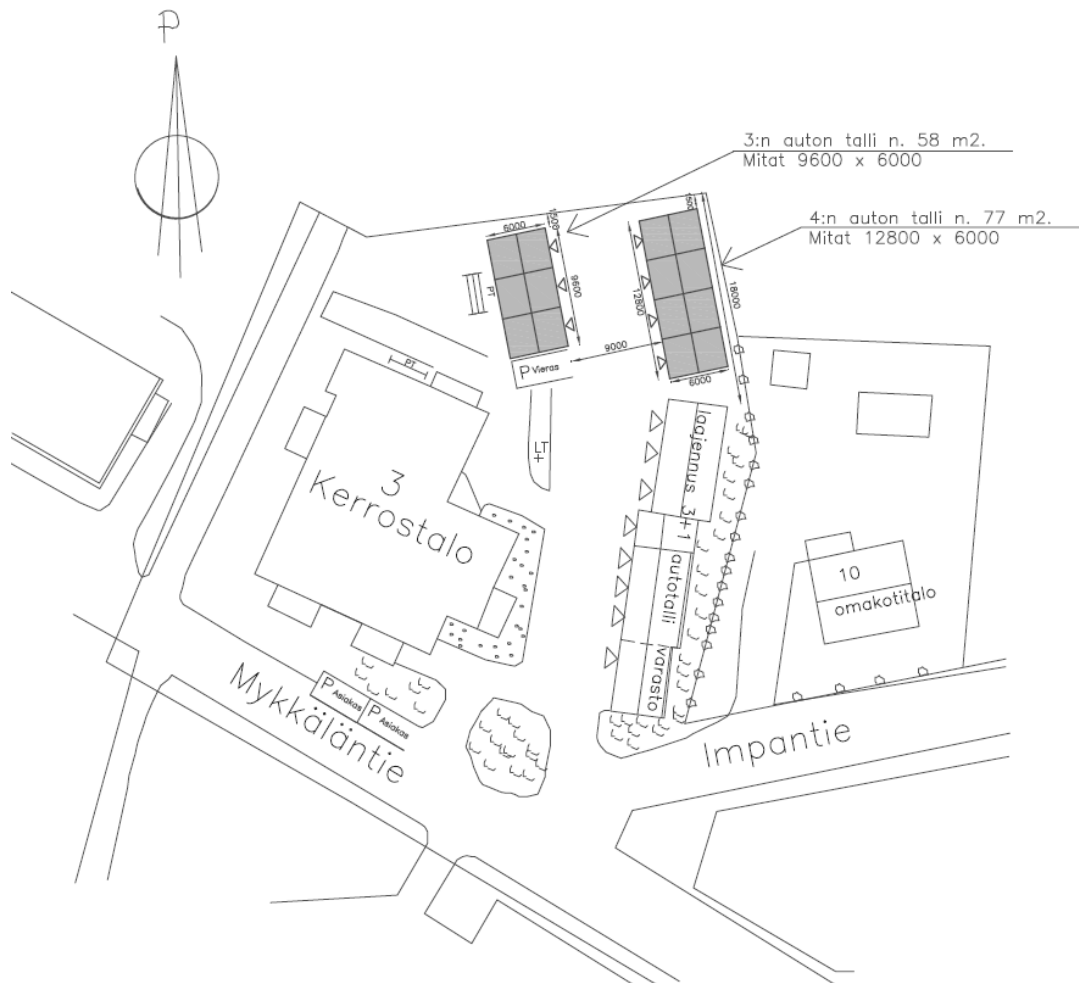 P
3:n auton talli n. 58 m2.
Mitat 9600 x 6000
4:n auton talli n. 77 m2.
Mitat 12800 x 6000
1500
6000
9600
PT
1500
12800
18000
9000
6000
P Vieras
PT
LT
3
Kerrostalo
laajennus 3+1
autotalli
varasto
10
omakotitalo
P Asiakas
P Asiakas
Mykkäläntie
Impantie